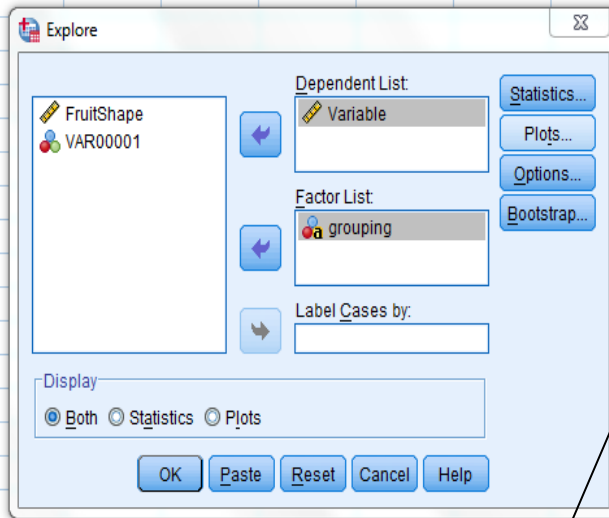 Explore
Dependent List:
FruitShape
VAR00001
Variable
Factor List:
grouping
Label Cases by:
Statistics...
Plots...
Options...
Bootstrap...
Display
Both Statistics Plots
OK Paste Reset Cancel Help